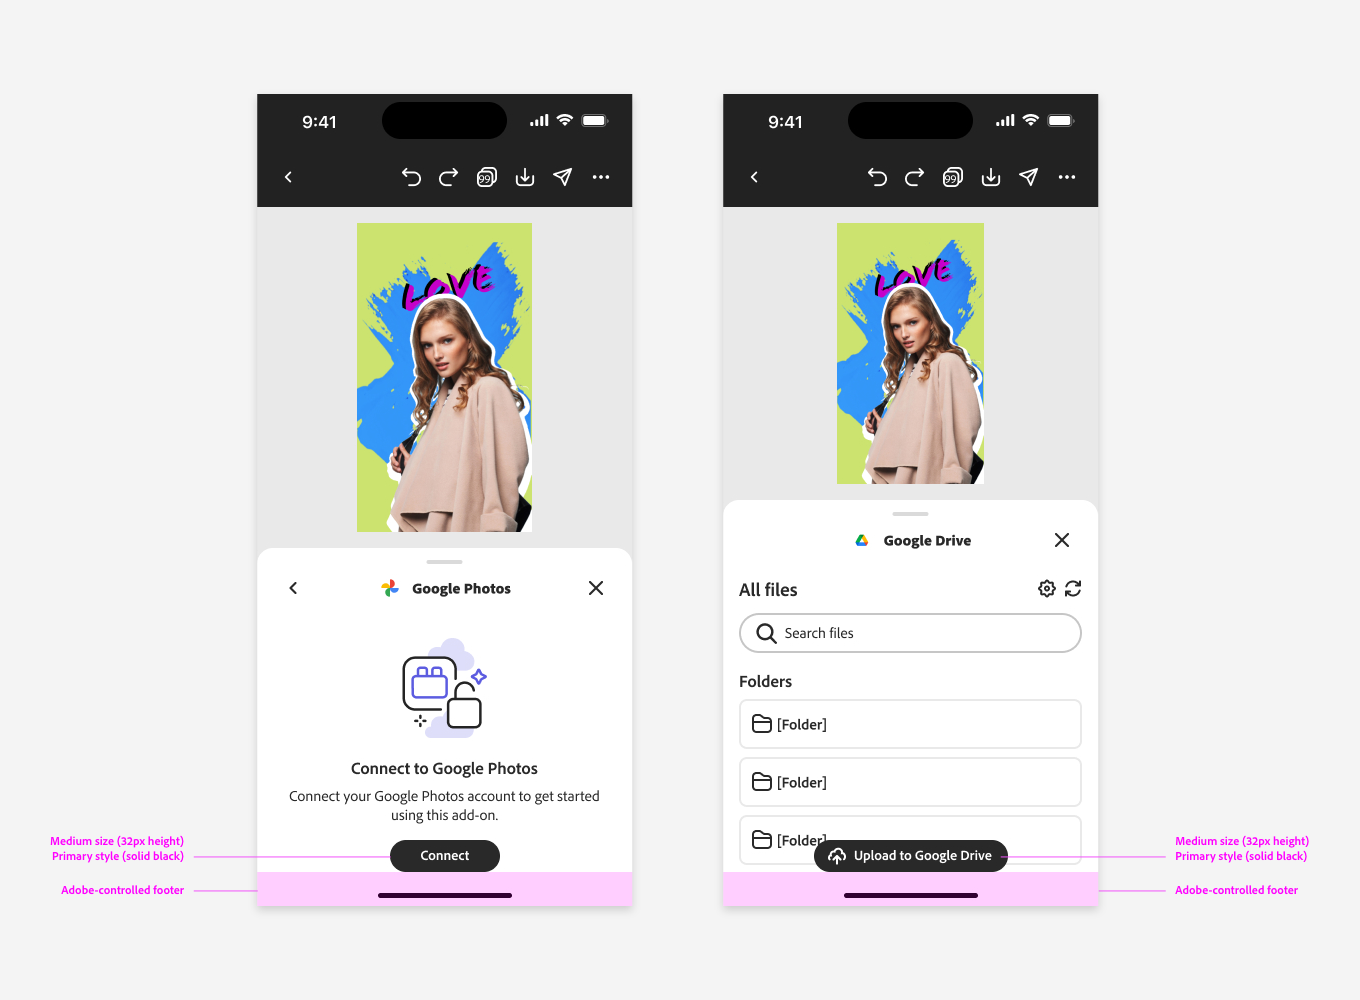 9:41
99
LOVE
Google Photos
Connect to Google Photos
Connect your Google Photos account to get started
using this add-on.
Medium size (32px height)
Primary style (solid black)
Connect
Adobe-controlled footer
9:41
99
LOVE
Google Drive
All files
Search files
Folders
[Folder]
[Folder]
[Folder]
Upload to Google Drive
Medium size (32px height)
Primary style (solid black)
Adobe-controlled footer